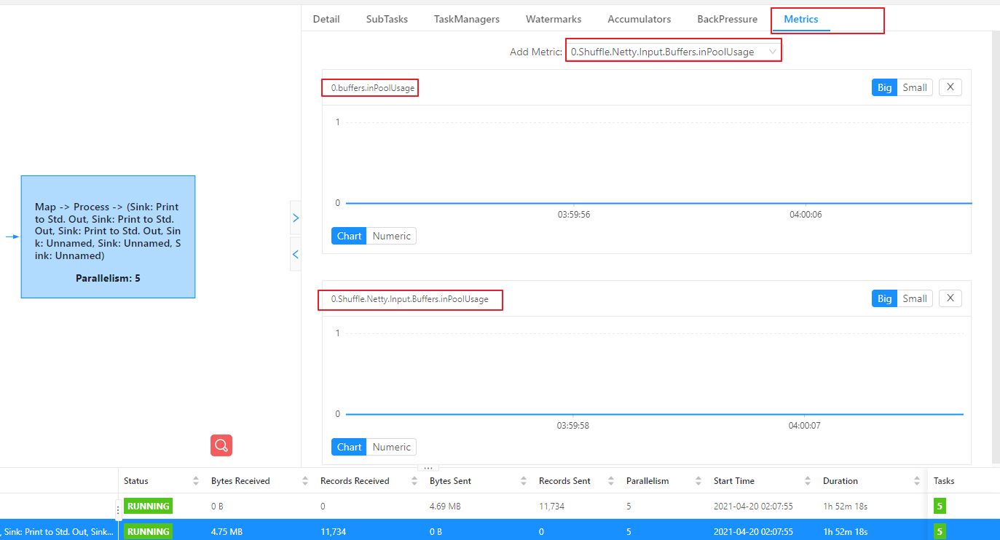 Detail SubTasks TaskManagers Watermarks Accumulators BackPressure Metrics
Add Metric: 0.Shuffle.Netty.Input.Buffers.inPoolUsage
0.buffers.inPoolUsage Big Small X
1
0
03:59:56 04:00:06
Chart Numeric
Map -> Process -> (Sink: Print
to Std. Out, Sink: Print to Std.
Out, Sink: Print to Std. Out, Sin
k: Unnamed, Sink: Unnamed, S
ink: Unnamed)
Parallelism: 5
0.Shuffle.Netty.Input.Buffers.inPoolUsage Big Small X
1
0
03:59:58 04:00:07
Chart Numeric
Status Bytes Received Records Received Bytes Sent Records Sent Parallelism Start Time Duration Tasks
RUNNING 0 B 0 4.69 MB 11,734 5 2021-04-20 02:07:55 1h 52m 18s 5
, Sink: Print to Std. Out, Sink... RUNNING 4.75 MB 11,734 0 B 0 5 2021-04-20 02:07:55 1h 52m 18s 5